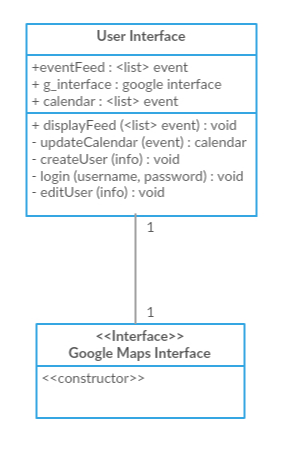 User Interface
+eventFeed : <list> event
+ g_interface : google interface
+ calendar : <list> event
+ displayFeed (<list> event) : void
- updateCalendar (event) : calendar
- createUser (info) : void
- login (username, password) : void
- editUser (info) : void
1
1
<<Interface>>
Google Maps Interface
<<constructor>>